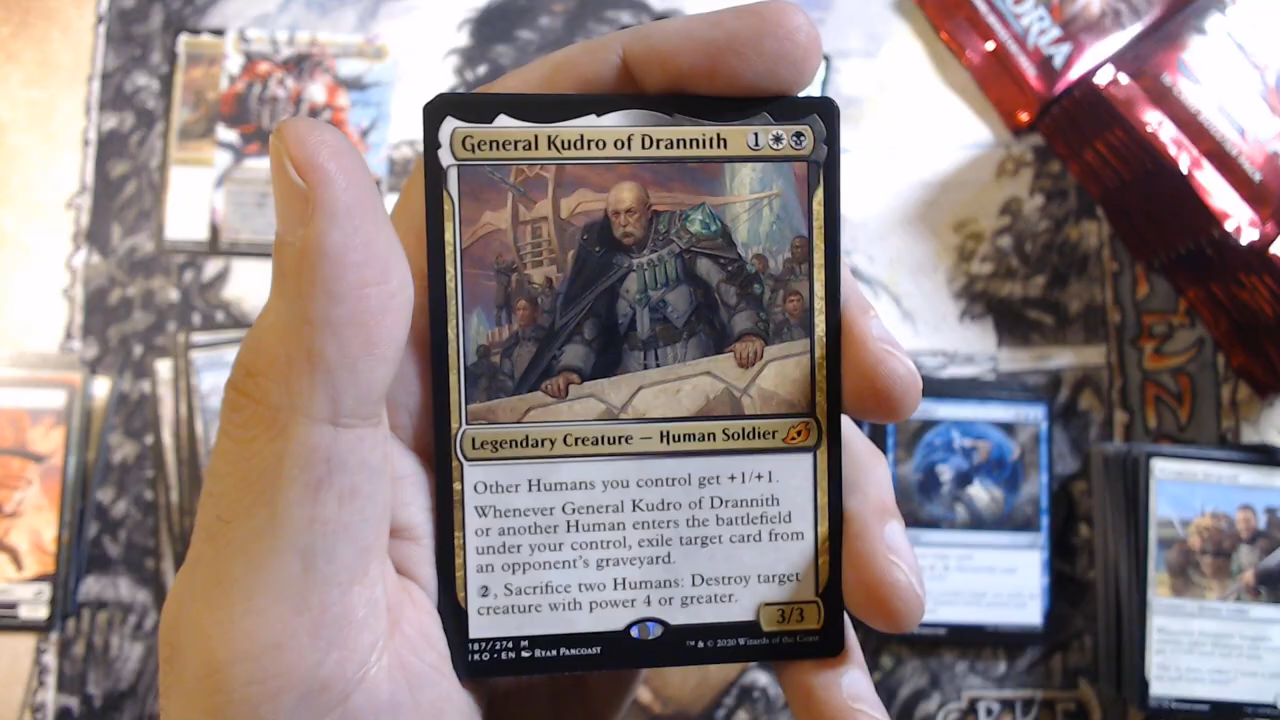 General Kudro of Drannith 1
Legendary Creature — Human Soldier
Other Humans you control get +1/+1.
Whenever General Kudro of Drannith
or another Human enters the battlefield
under your control, exile target card from
an opponent's graveyard.
2, Sacrifice two Humans: Destroy target
creature with power 4 or greater.
3/3
187/274 M
IKO • EN Ryan Pancoast
™ & © 2020 Wizards of the Coast
ORIA